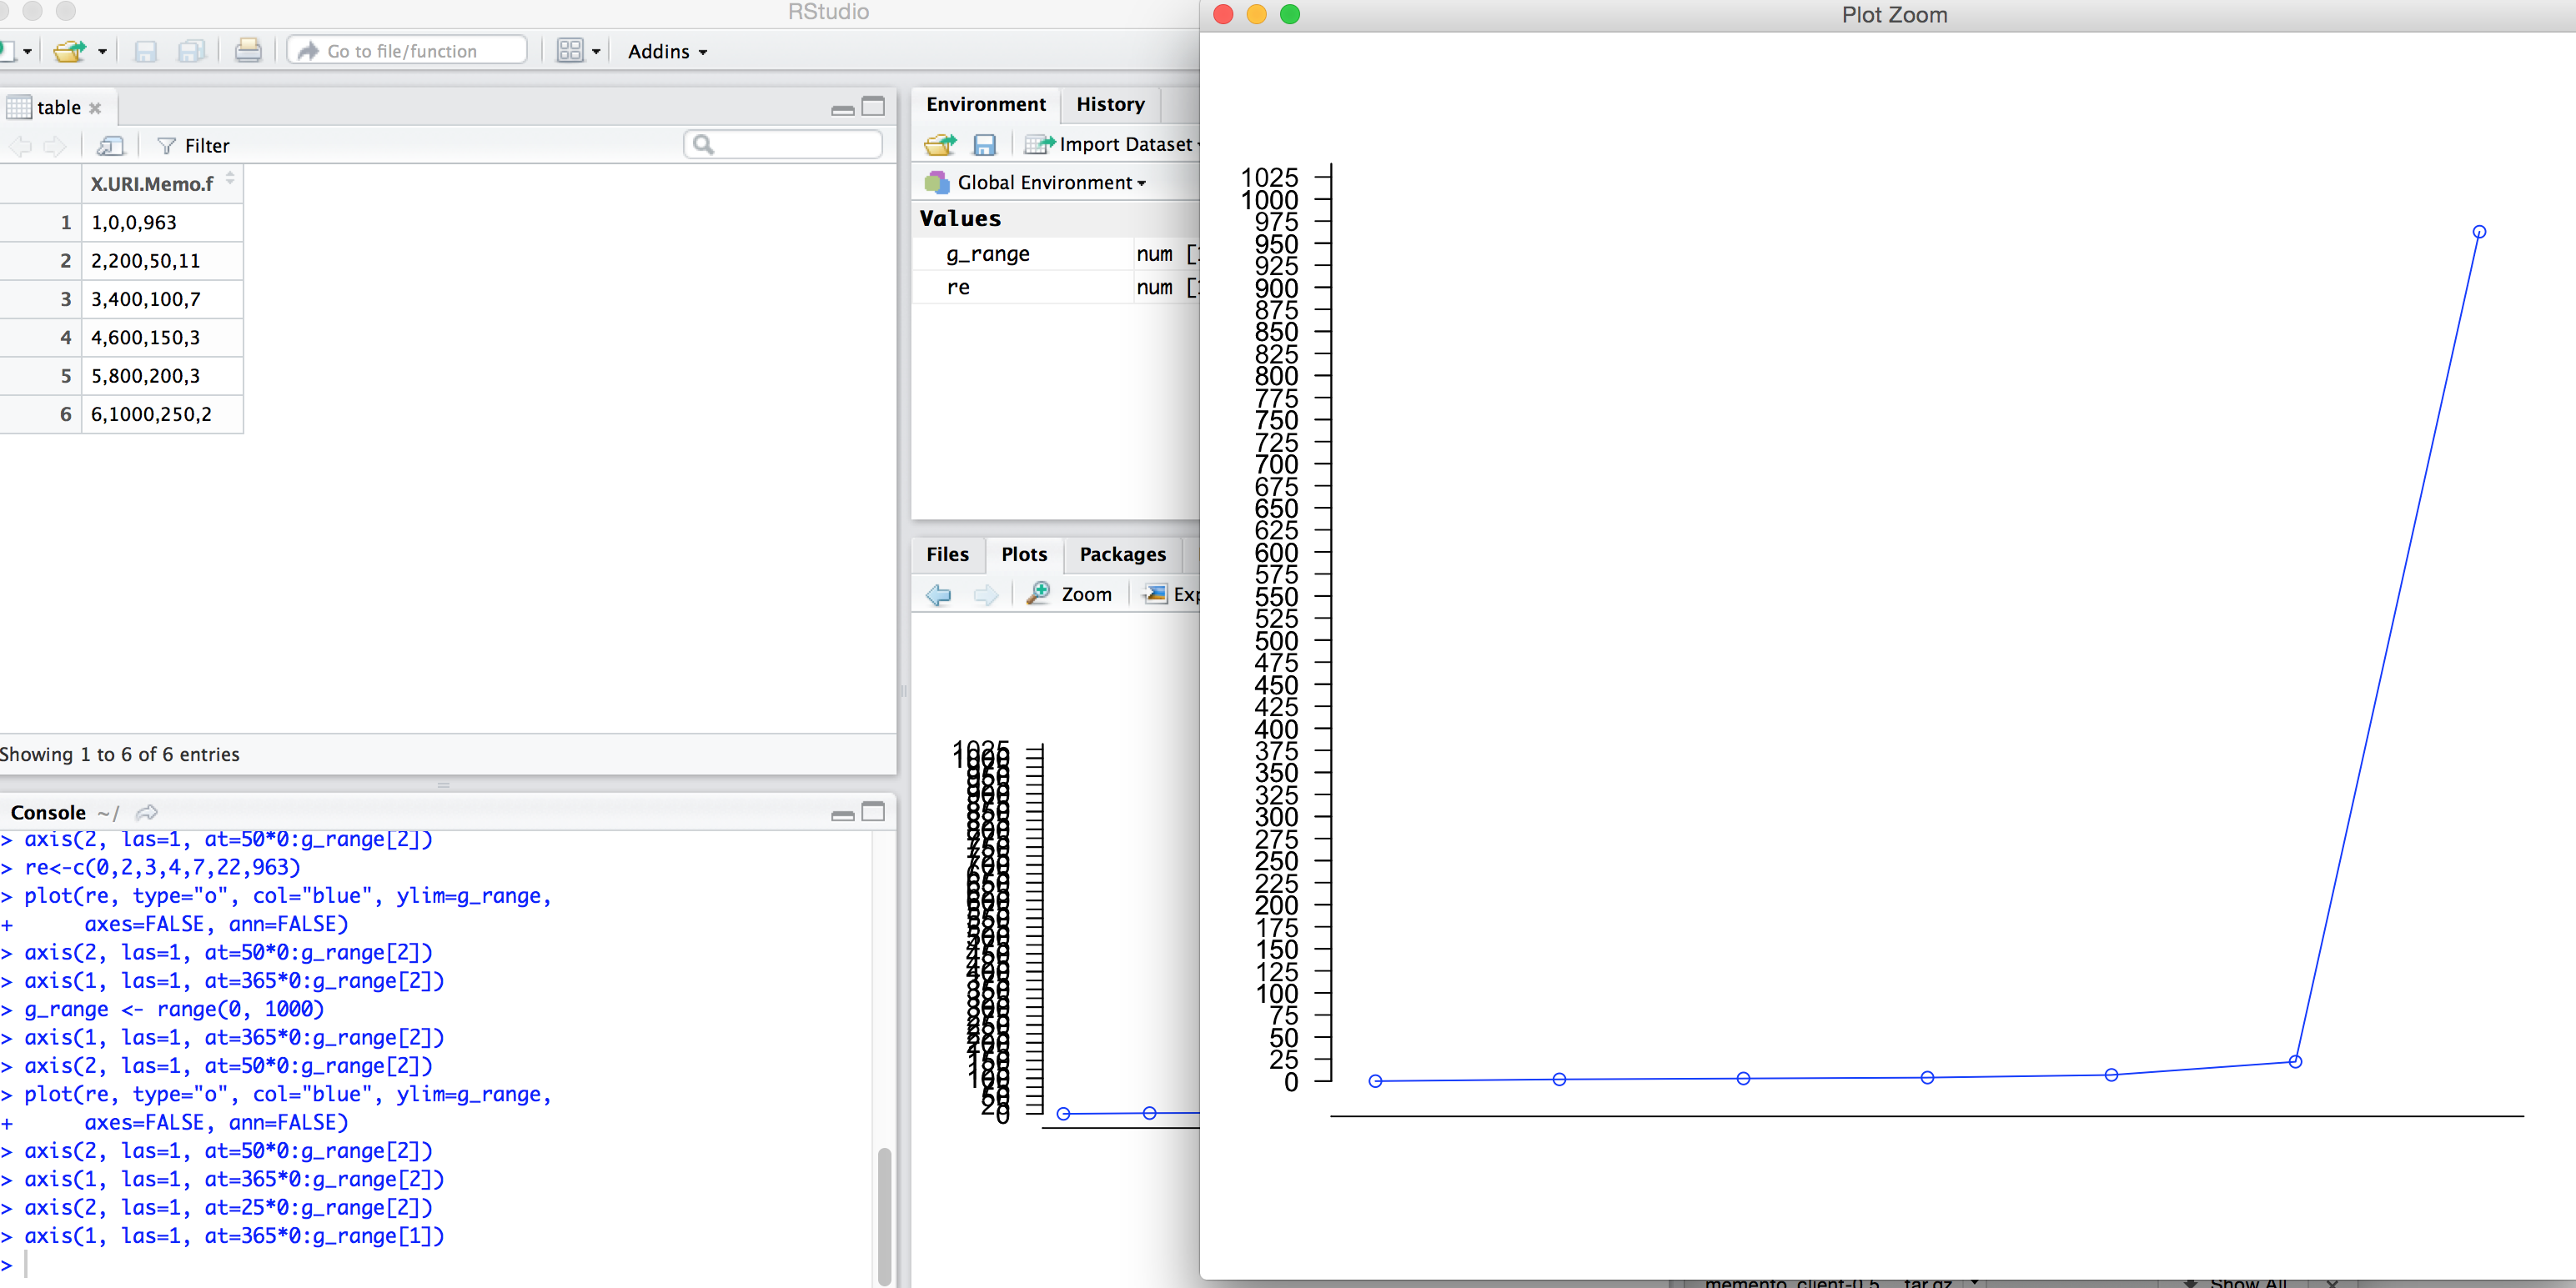 RStudio
Go to file/function
Addins
table
Filter
X.URI.Memo.f
1 1,0,0,963
2 2,200,50,11
3 3,400,100,7
4 4,600,150,3
5 5,800,200,3
6 6,1000,250,2
Showing 1 to 6 of 6 entries
Console ~/
> axis(2, las=1, at=50*0:g_range[2])
> re<-c(0,2,3,4,7,22,963)
> plot(re, type="o", col="blue", ylim=g_range,
+ axes=FALSE, ann=FALSE)
> axis(2, las=1, at=50*0:g_range[2])
> axis(1, las=1, at=365*0:g_range[2])
> g_range <- range(0, 1000)
> axis(1, las=1, at=365*0:g_range[2])
> axis(2, las=1, at=50*0:g_range[2])
> plot(re, type="o", col="blue", ylim=g_range,
+ axes=FALSE, ann=FALSE)
> axis(2, las=1, at=50*0:g_range[2])
> axis(1, las=1, at=365*0:g_range[2])
> axis(2, las=1, at=25*0:g_range[2])
> axis(1, las=1, at=365*0:g_range[1])
>
Environment History
Import Dataset
Global Environment
Values
g_range num [
re num [
Files Plots Packages
Zoom Exp
0
Plot Zoom
1025
1000
975
950
925
900
875
850
825
800
775
750
725
700
675
650
625
600
575
550
525
500
475
450
425
400
375
350
325
300
275
250
225
200
175
150
125
100
75
50
25
0
memento_client-0.5 tar.gz
Show All